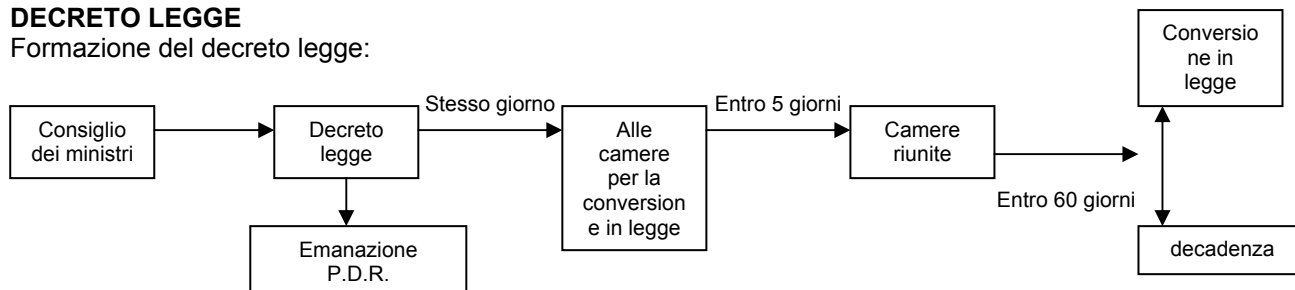 DECRETO LEGGE
Formazione del decreto legge:
Consiglio
dei ministri
Decreto
legge
Emanazione
P.D.R.
Stesso giorno
Alle
camere
per la
conversion
e in legge
Entro 5 giorni
Camere
riunite
Entro 60 giorni
Conversio
ne in
legge
decadenza